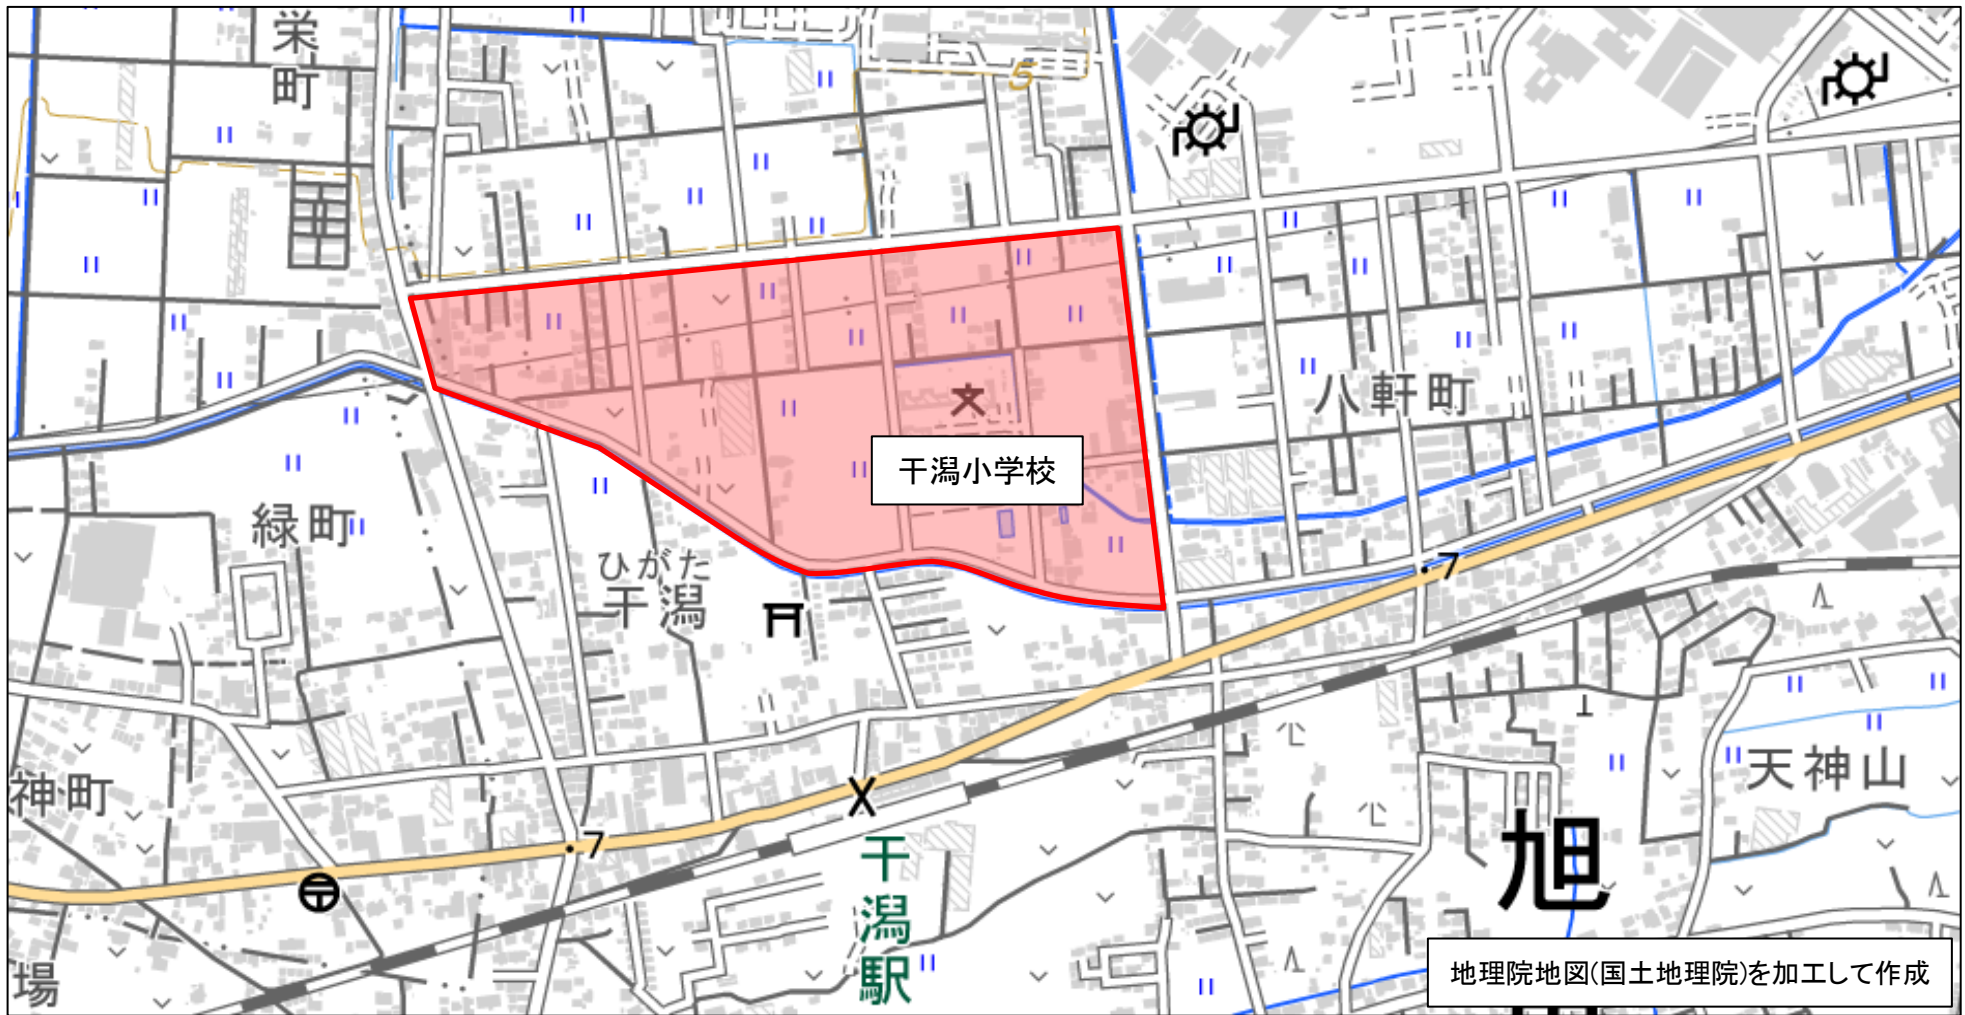 栄町
5
干潟小学校
八軒町
緑町
ひがた
干潟
7
神町
天神山
7
旭
干潟駅
場
地理院地図(国土地理院)を加工して作成